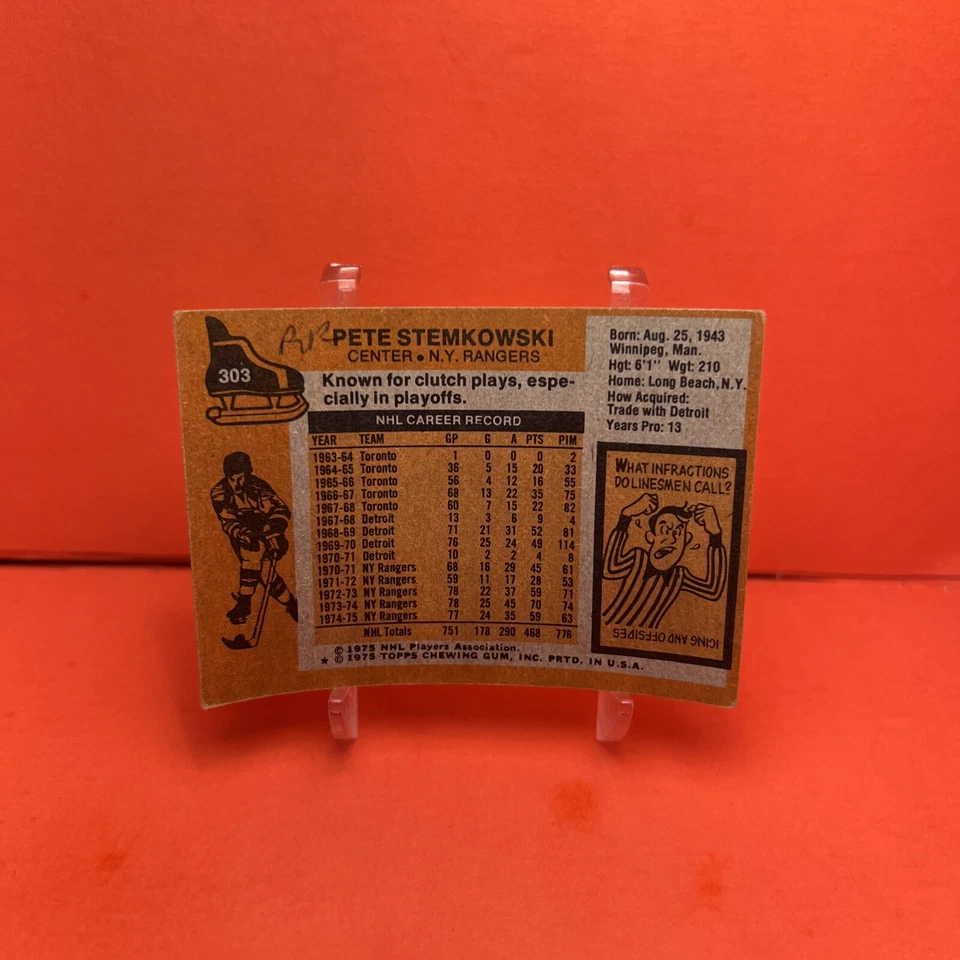 303
PETE STEMKOWSKI
CENTER • N.Y. RANGERS
Known for clutch plays, espe-
cially in playoffs.
NHL CAREER RECORD
YEAR TEAM GP G A PTS PIM
1963-64 Toronto 1 0 0 0 2
1964-65 Toronto 36 5 15 20 33
1965-66 Toronto 56 4 12 16 55
1966-67 Toronto 68 13 22 35 75
1967-68 Toronto 60 7 15 22 82
1967-68 Detroit 13 3 6 9 4
1968-69 Detroit 71 21 31 52 81
1969-70 Detroit 76 25 24 49 114
1970-71 Detroit 10 2 2 4 8
1970-71 NY Rangers 68 16 29 45 61
1971-72 NY Rangers 59 11 17 28 53
1972-73 NY Rangers 78 22 37 59 71
1973-74 NY Rangers 78 25 45 70 74
1974-75 NY Rangers 77 24 35 59 63
NHL Totals 751 178 290 468 776
© 1975 NHL Players Association.
* © 1975 TOPPS CHEWING GUM, INC. PRTD. IN U.S.A.
Born: Aug. 25, 1943
Winnipeg, Man.
Hgt: 6'1" Wgt: 210
Home: Long Beach, N.Y.
How Acquired:
Trade with Detroit
Years Pro: 13
WHAT INFRACTIONS
DO LINESMEN CALL?
ICING AND OFFSIDES